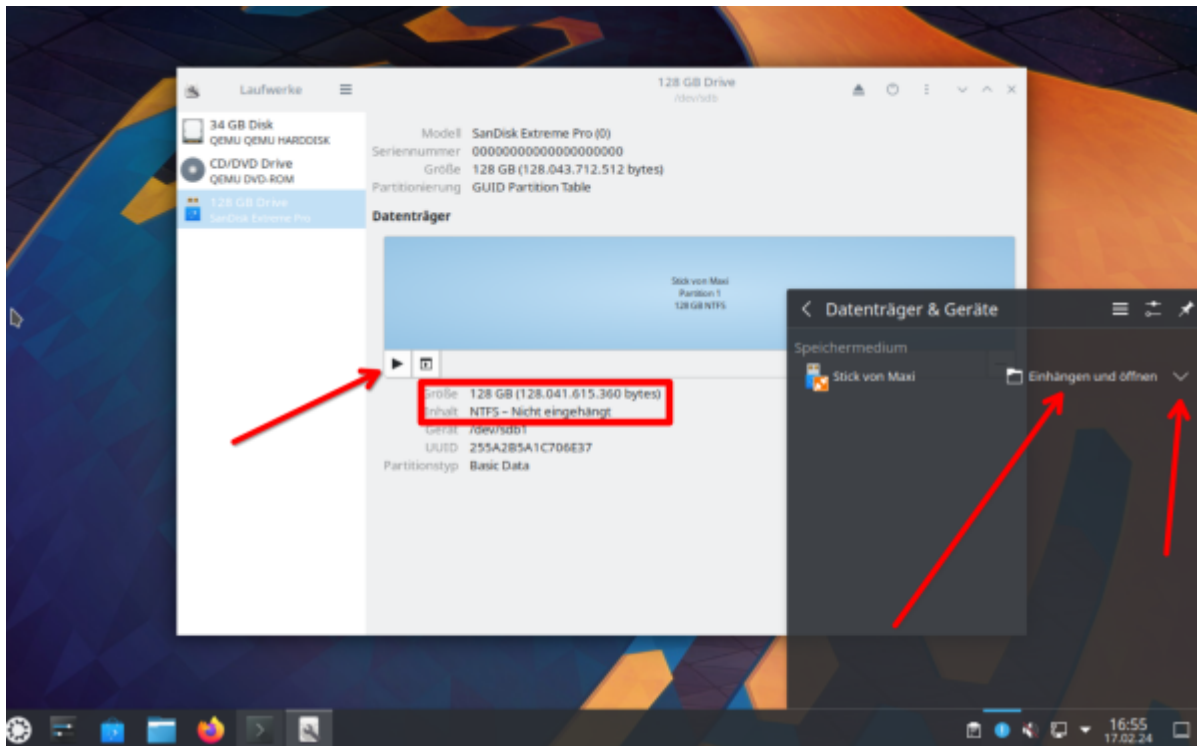 Laufwerke
128 GB Drive
/dev/sdb
34 GB Disk
QEMU QEMU HARDDISK
CD/DVD Drive
QEMU DVD-ROM
128 GB Drive
SanDisk Extreme Pro
Modell SanDisk Extreme Pro (0)
Seriennummer 00000000000000000000
Größe 128 GB (128.043.712.512 bytes)
Partitionierung GUID Partition Table
Datenträger
Stick von Maxi
Partition 1
128 GB NTFS
Größe 128 GB (128.041.615.360 bytes)
Inhalt NTFS – Nicht eingehängt
Gerät /dev/sdb1
UUID 255A2B5A1C706E37
Partitionstyp Basic Data
Datenträger & Geräte
Speichermedium
Stick von Maxi
Einhängen und öffnen
16:55
17.02.24